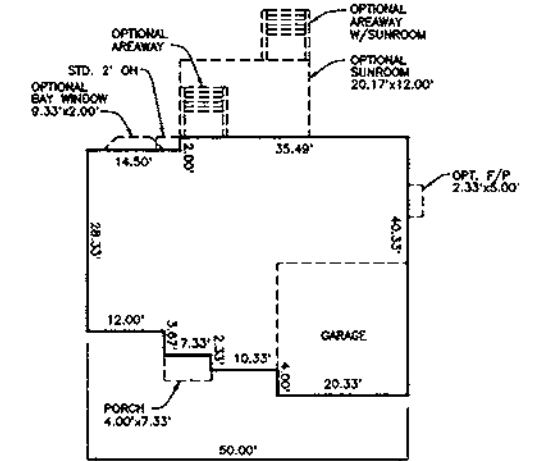 OPTIONAL
AREAWAY
W/SUNROOM
OPTIONAL
AREAWAY
OPTIONAL
SUNROOM
20.17'x12.00'
STD. 2' OH
OPTIONAL
BAY WINDOW
9.33'x2.00'
14.50'
2.00'
35.49'
OPT. F/P
2.33'x5.00'
28.33'
40.33'
12.00'
3.67'
7.33'
2.33'
10.33'
4.00'
GARAGE
20.33'
PORCH
4.00'x7.33'
50.00'